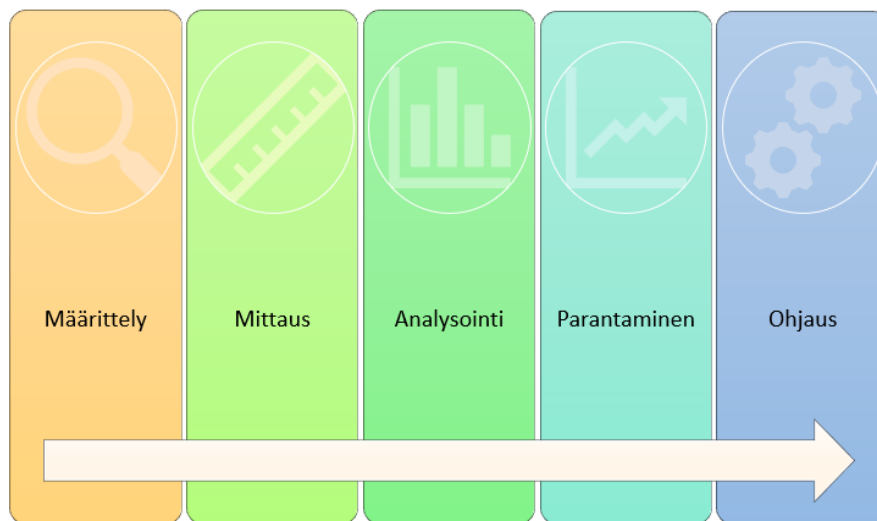 Määrittely
Mittaus
Analysointi
Parantaminen
Ohjaus